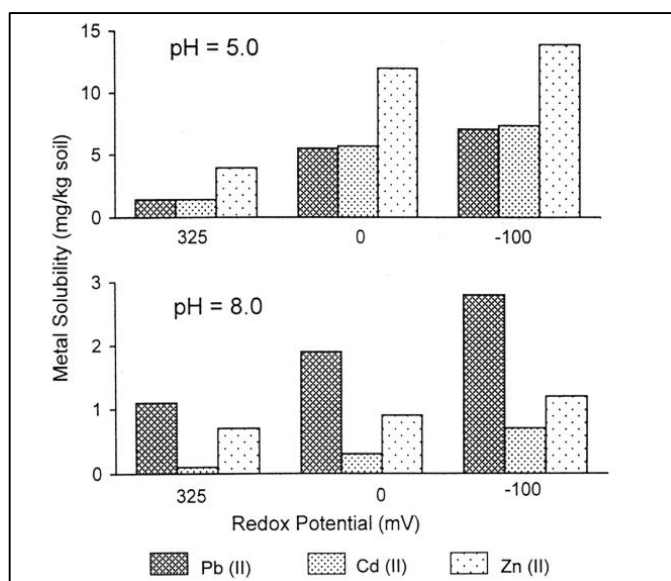 15
pH = 5.0
10
5
0
325 0 -100
Metal Solubility (mg/kg soil)
3
pH = 8.0
2
1
0
325 0 -100
Redox Potential (mV)
Pb (II) Cd (II) Zn (II)